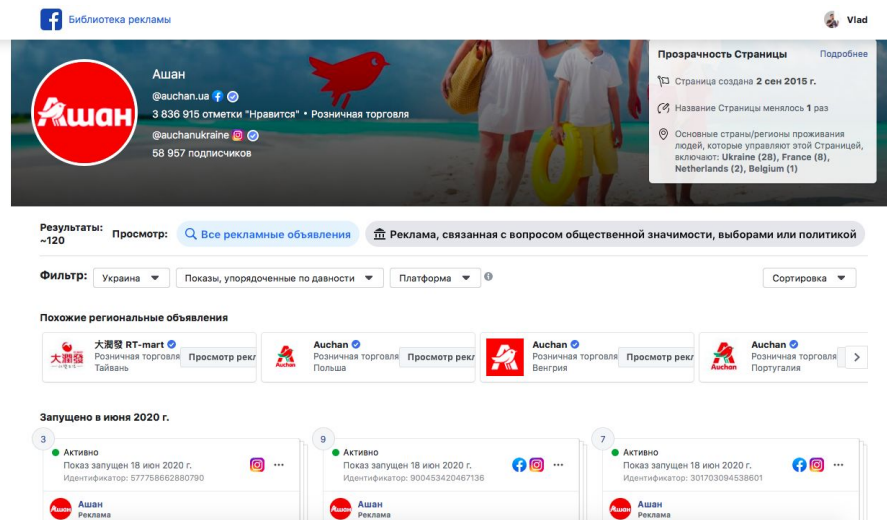 Библиотека рекламы
Vlad
Ашан
Ашан
@auchan.ua
3 836 915 отметки "Нравится" • Розничная торговля
@auchanukraine
58 957 подписчиков
Прозрачность Страницы Подробнее
Страница создана 2 сен 2015 г.
Название Страницы менялось 1 раз
Основные страны/регионы проживания
людей, которые управляют этой Страницей,
включают: Ukraine (28), France (8),
Netherlands (2), Belgium (1)
Результаты:
~120
Просмотр: Все рекламные объявления Реклама, связанная с вопросом общественной значимости, выборами или политикой
Фильтр: Украина Показы, упорядоченные по давности Платформа Сортировка
Похожие региональные объявления
大潤發
大潤發 RT-mart
Розничная торговля
Тайвань
Просмотр рекл
Auchan
Auchan
Розничная торговля
Польша
Просмотр рекл
Auchan
Розничная торговля
Венгрия
Просмотр рекл
Auchan
Auchan
Розничная торговля
Португалия
Запущено в июня 2020 г.
3
Активно
Показ запущен 18 июн 2020 г.
Идентификатор: 577758662880790
Ашан
Ашан
Реклама
9
Активно
Показ запущен 18 июн 2020 г.
Идентификатор: 900453420467136
Ашан
Ашан
Реклама
7
Активно
Показ запущен 18 июн 2020 г.
Идентификатор: 301703094538601
Ашан
Ашан
Реклама